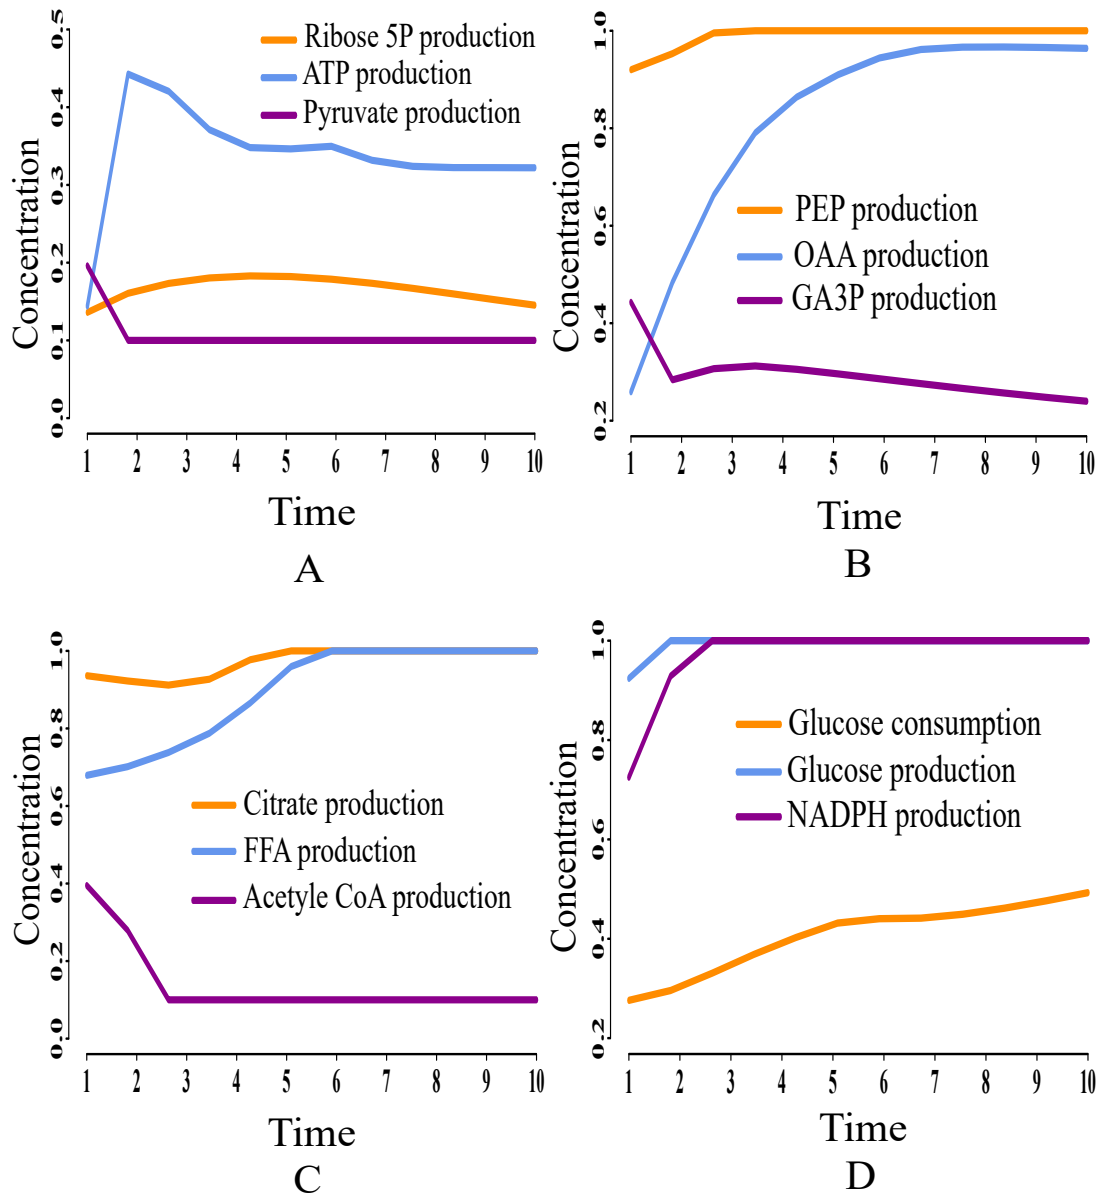 Ribose 5P production
ATP production
Pyruvate production
Concentration
0.5
0.4
0.3
0.2
0.1
0.0
1 2 3 4 5 6 7 8 9 10
Time
A
PEP production
OAA production
GA3P production
Concentration
1.0
0.8
0.6
0.4
0.2
1 2 3 4 5 6 7 8 9 10
Time
B
Citrate production
FFA production
Acetyle CoA production
Concentration
1.0
0.8
0.6
0.4
0.2
0.0
1 2 3 4 5 6 7 8 9 10
Time
C
Glucose consumption
Glucose production
NADPH production
Concentration
1.0
0.8
0.6
0.4
0.2
1 2 3 4 5 6 7 8 9 10
Time
D